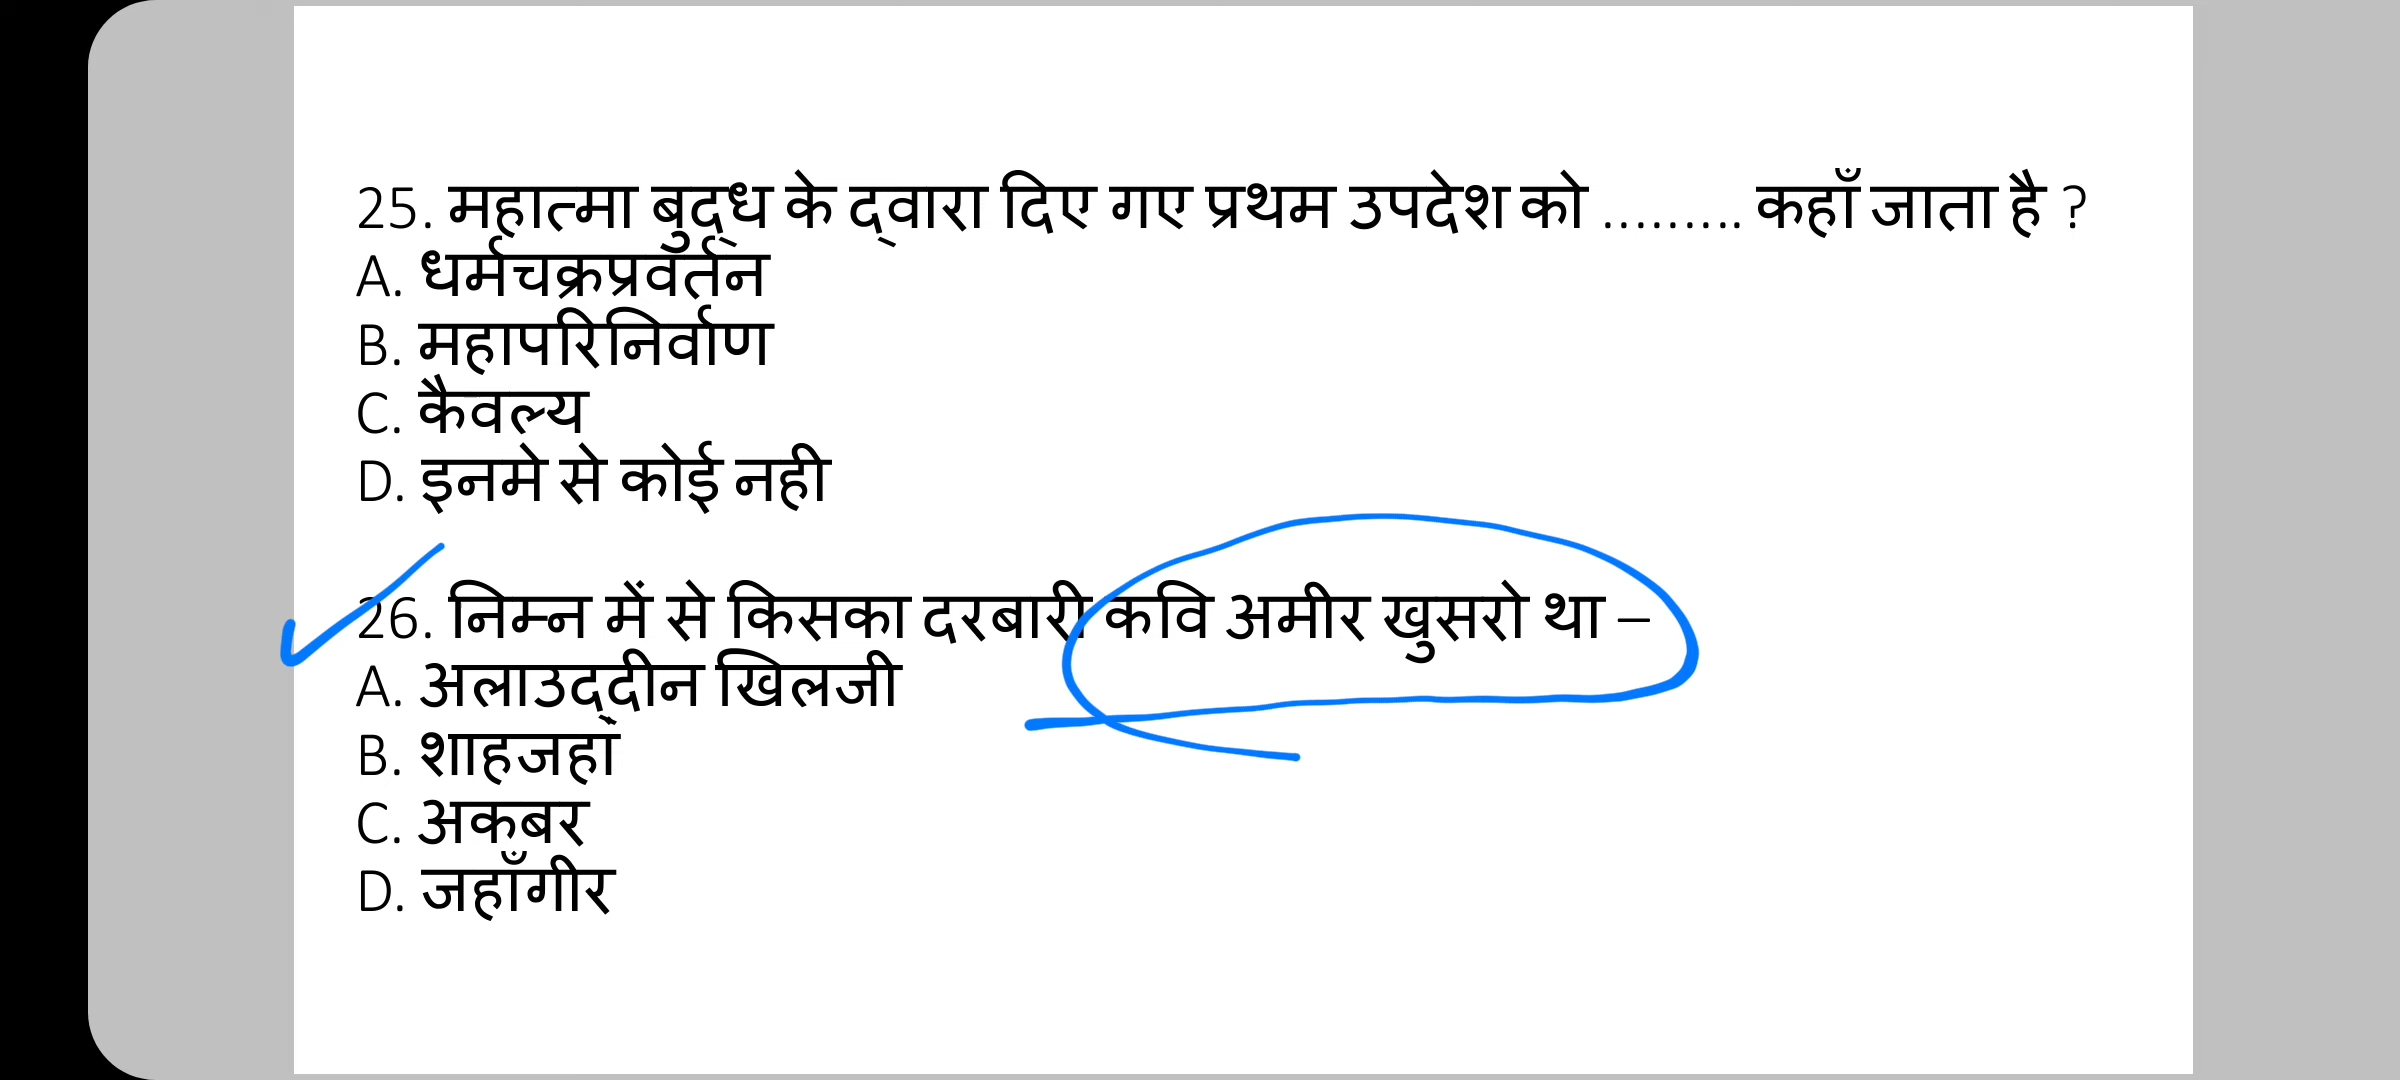 25. महात्मा बुद्ध के द्वारा दिए गए प्रथम उपदेश को ......... कहाँ जाता है ?
A. धर्मचक्रप्रवर्तन
B. महापरिनिर्वाण
C. कैवल्य
D. इनमे से कोई नही
26. निम्न में से किसका दरबारी कवि अमीर खुसरो था –
A. अलाउद्दीन खिलजी
B. शाहजहां
C. अकबर
D. जहाँगीर